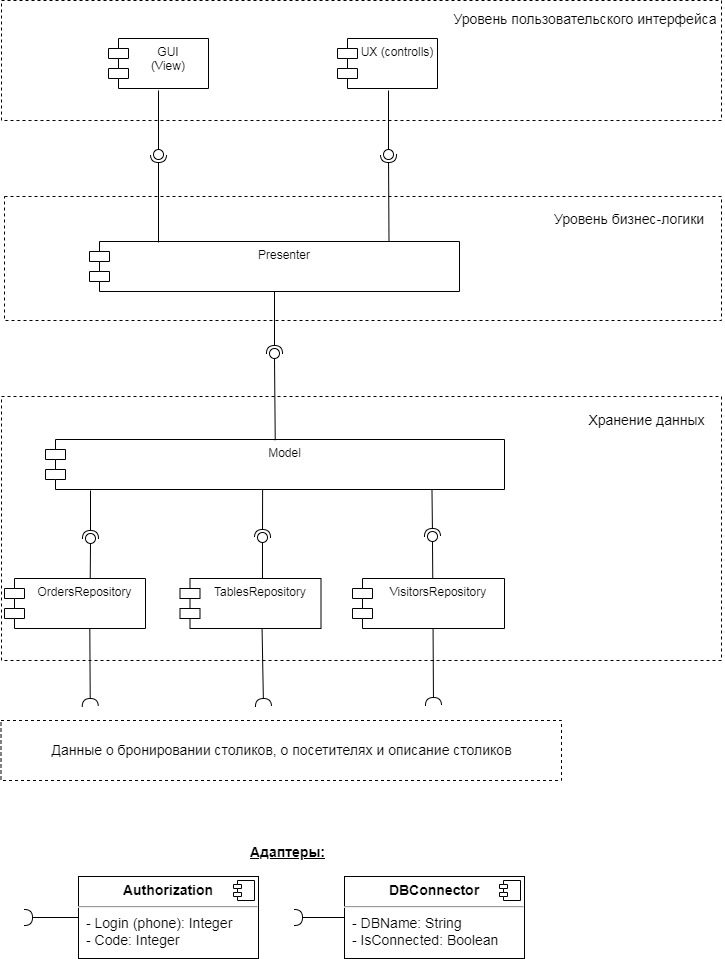 Уровень пользовательского интерфейса
GUI
(View)
UX (controlls)
Уровень бизнес-логики
Presenter
Хранение данных
Model
OrdersRepository
TablesRepository
VisitorsRepository
Данные о бронировании столиков, о посетителях и описание столиков
Адаптеры:
Authorization
- Login (phone): Integer
- Code: Integer
DBConnector
- DBName: String
- IsConnected: Boolean